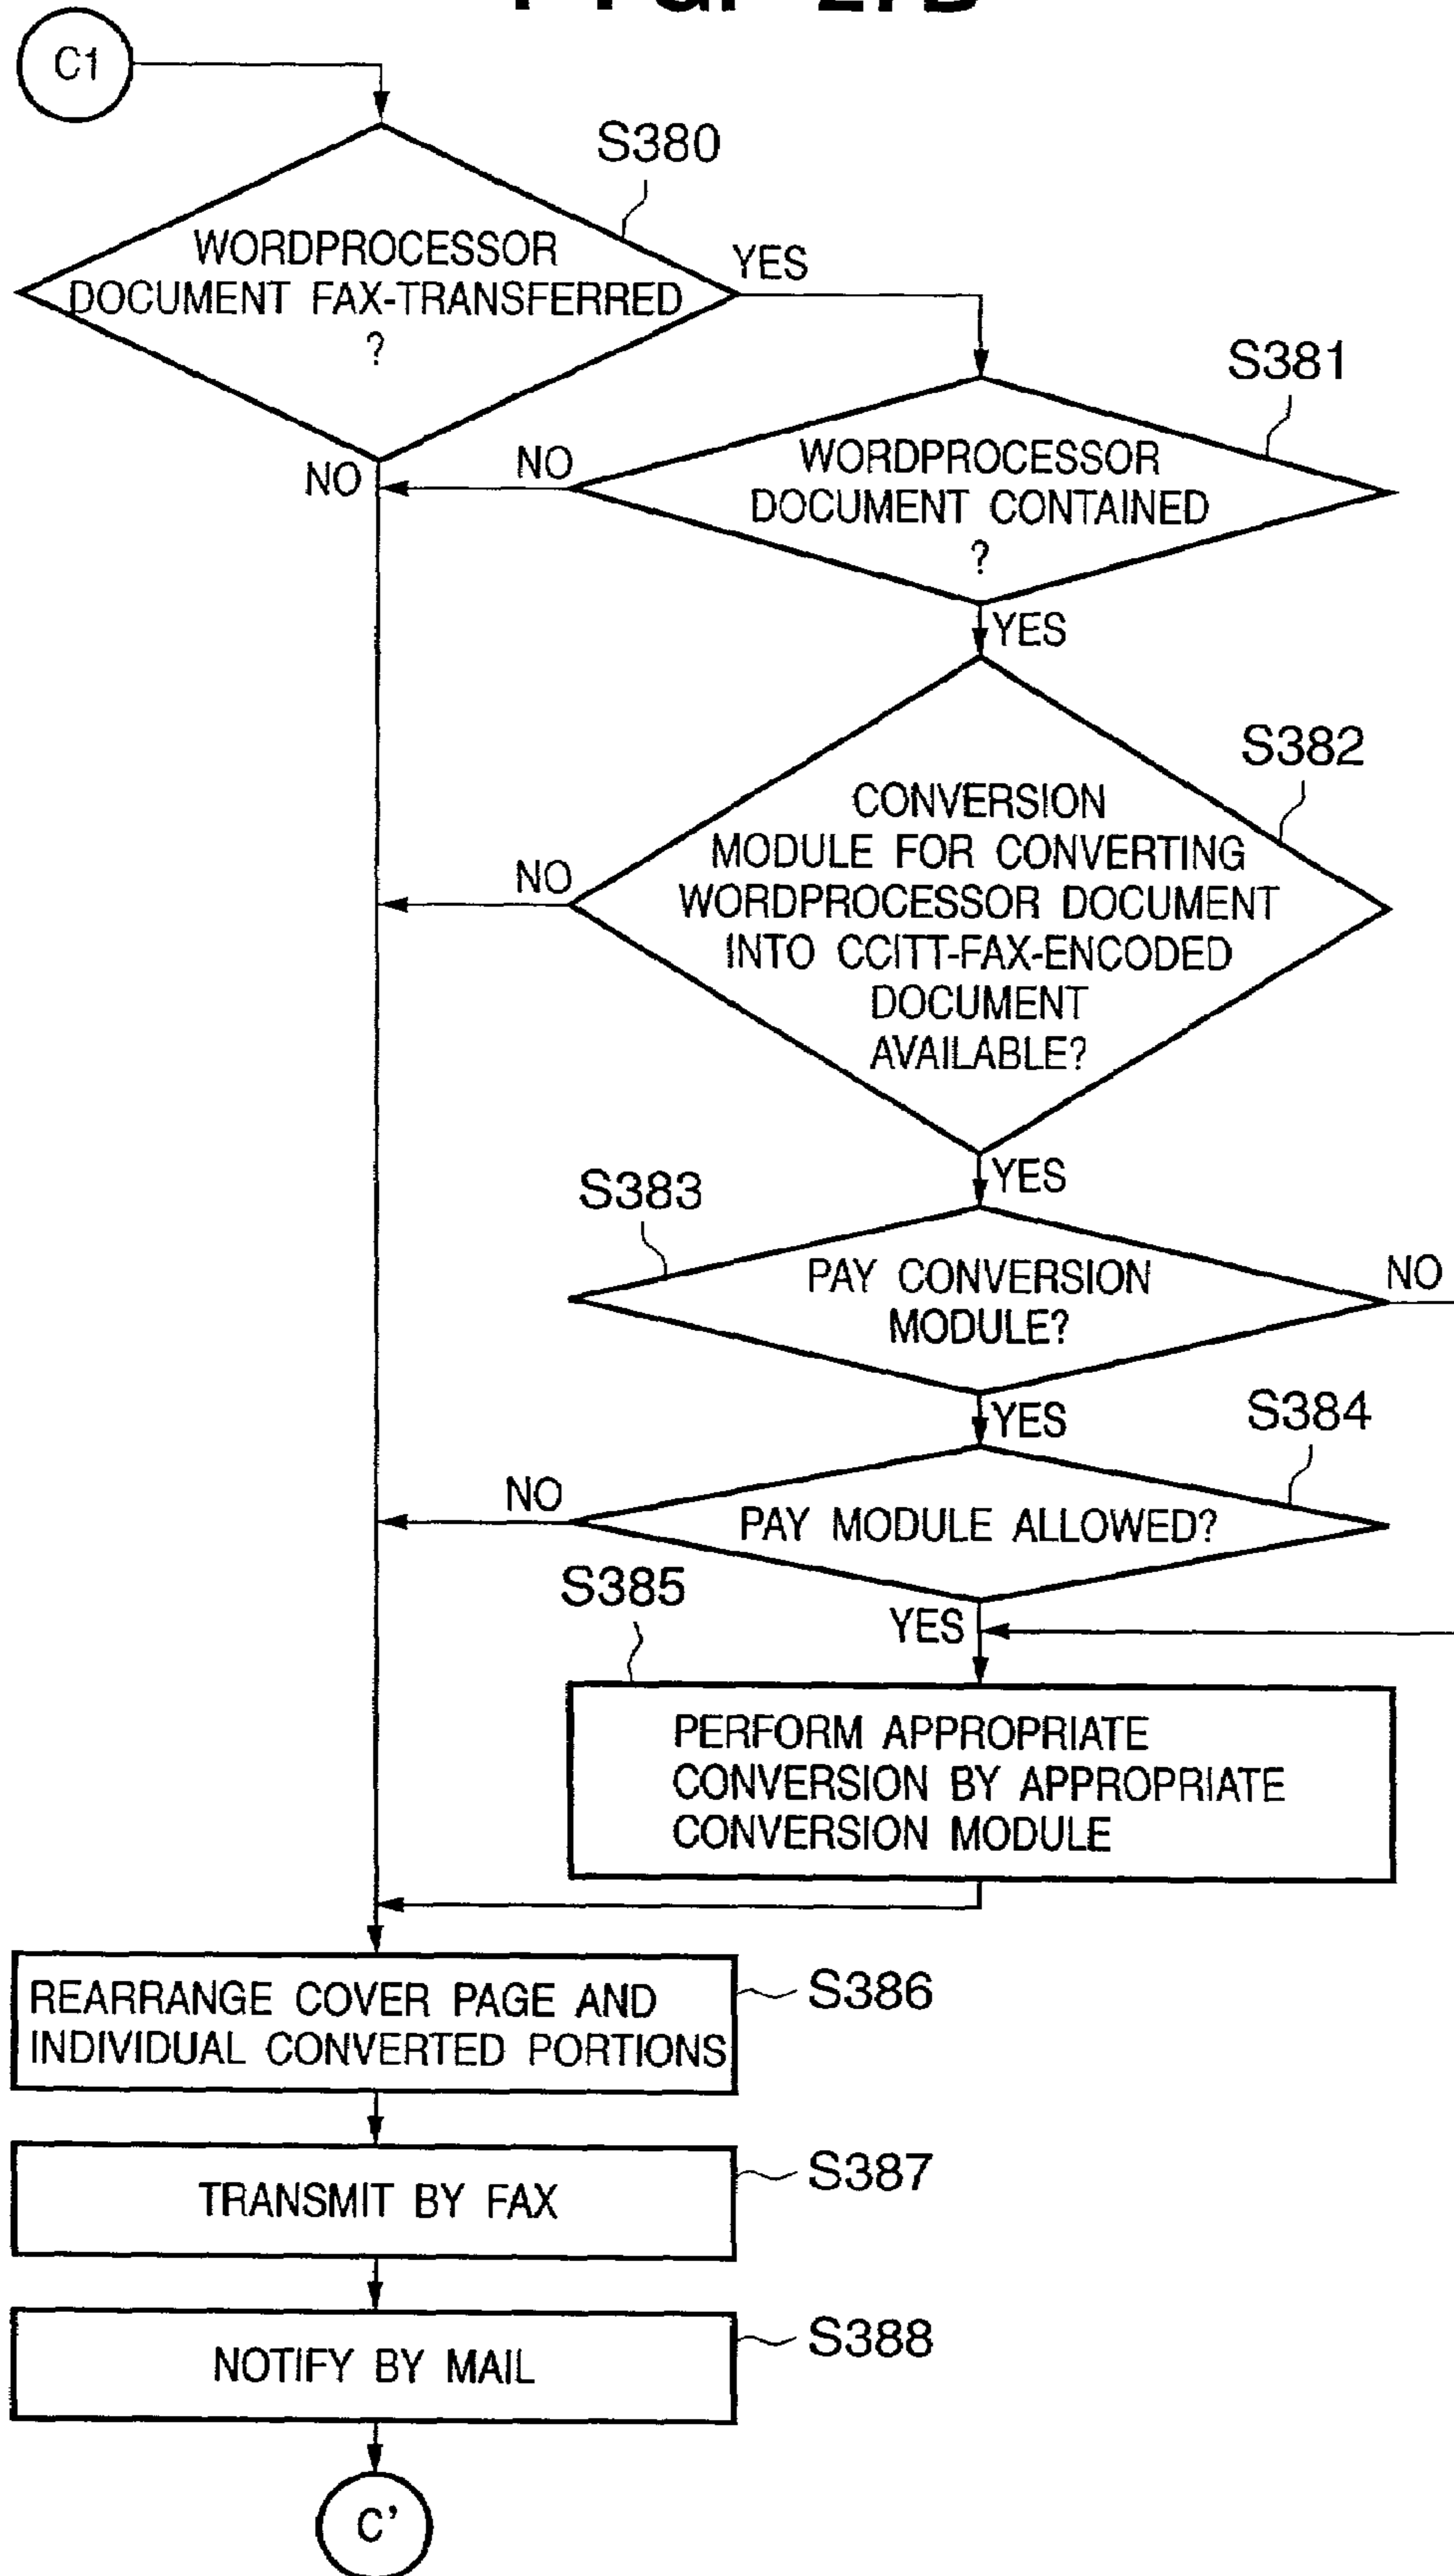 C1
S380
WORDPROCESSOR
DOCUMENT FAX-TRANSFERRED
?
YES
NO
S381
WORDPROCESSOR
DOCUMENT CONTAINED
?
NO
YES
S382
CONVERSION
MODULE FOR CONVERTING
WORDPROCESSOR DOCUMENT
INTO CCITT-FAX-ENCODED
DOCUMENT
AVAILABLE?
NO
YES
S383
PAY CONVERSION
MODULE?
NO
YES
S384
PAY MODULE ALLOWED?
NO
YES
S385
PERFORM APPROPRIATE
CONVERSION BY APPROPRIATE
CONVERSION MODULE
REARRANGE COVER PAGE AND
INDIVIDUAL CONVERTED PORTIONS
S386
TRANSMIT BY FAX
S387
NOTIFY BY MAIL
S388
C'